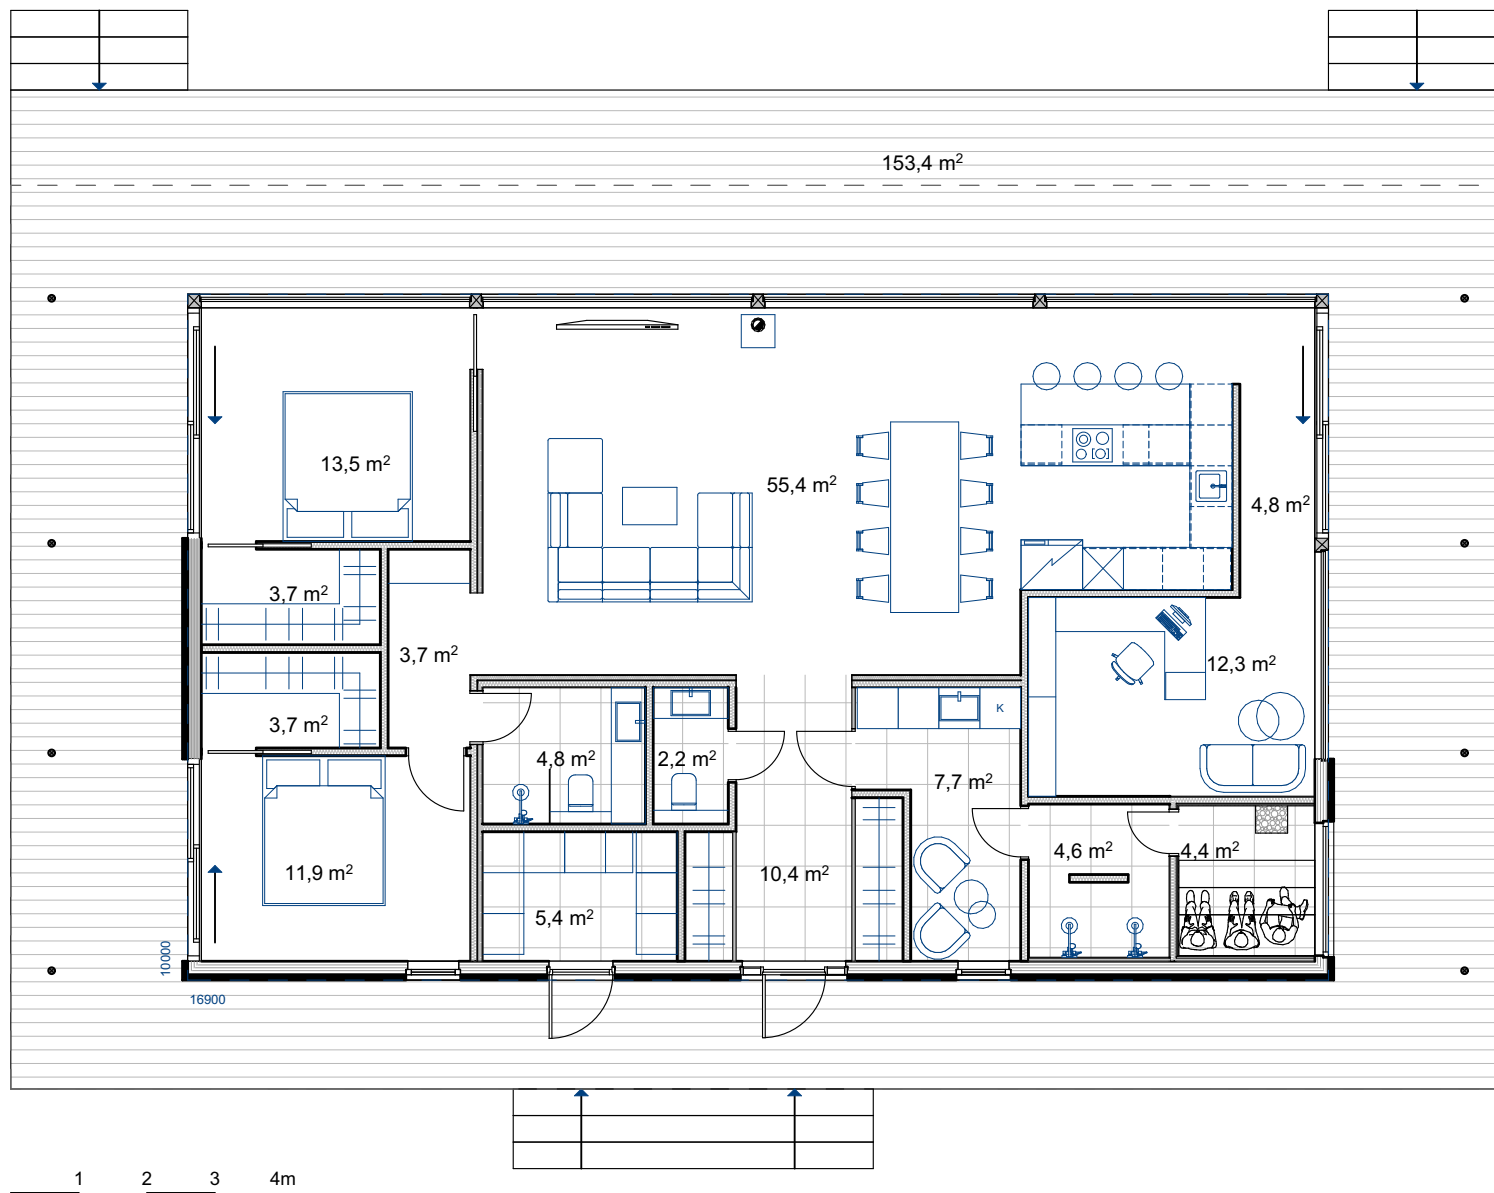 153,4 m²
13,5 m²
55,4 m²
4,8 m²
3,7 m²
3,7 m²
12,3 m²
3,7 m²
K
4,8 m²
2,2 m²
7,7 m²
11,9 m²
10,4 m²
4,6 m²
4,4 m²
5,4 m²
10000
16900
1 2 3 4m